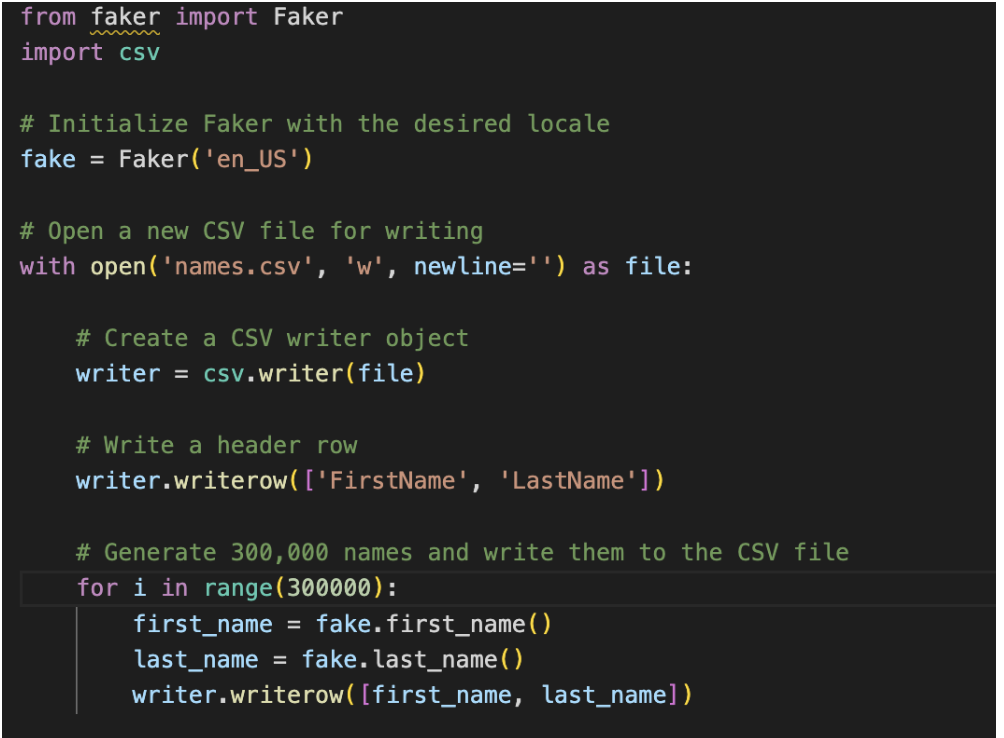 from faker import Faker
import csv

# Initialize Faker with the desired locale
fake = Faker('en_US')

# Open a new CSV file for writing
with open('names.csv', 'w', newline='') as file:

    # Create a CSV writer object
    writer = csv.writer(file)

    # Write a header row
    writer.writerow(['FirstName', 'LastName'])

    # Generate 300,000 names and write them to the CSV file
    for i in range(300000):
        first_name = fake.first_name()
        last_name = fake.last_name()
        writer.writerow([first_name, last_name])